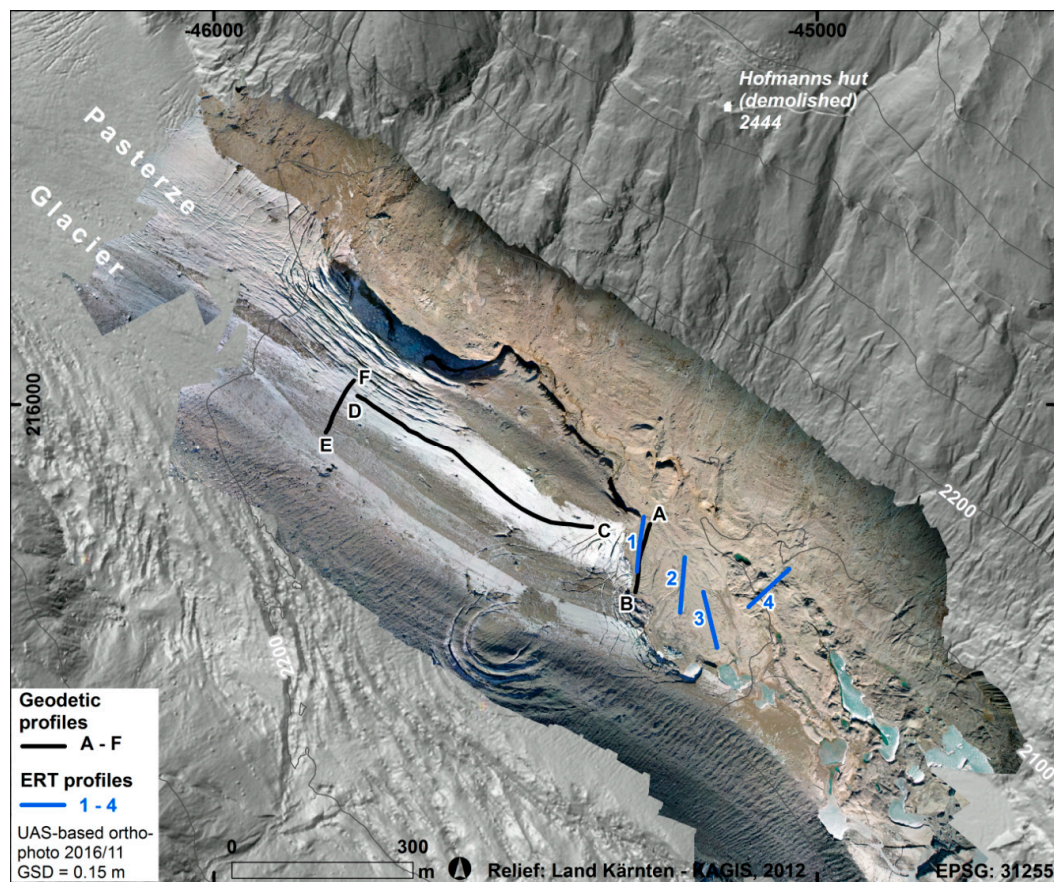 -46000
-45000
Hofmanns hut
(demolished)
2444
Pasterze
Glacier
216000
F
D
E
C
A
1
B
2
3
4
2200
2200
2100
Geodetic
profiles
A - F
ERT profiles
1 - 4
UAS-based ortho-
photo 2016/11
GSD = 0.15 m
0 300
m
Relief: Land Kärnten - KAGIS, 2012
EPSG: 31255